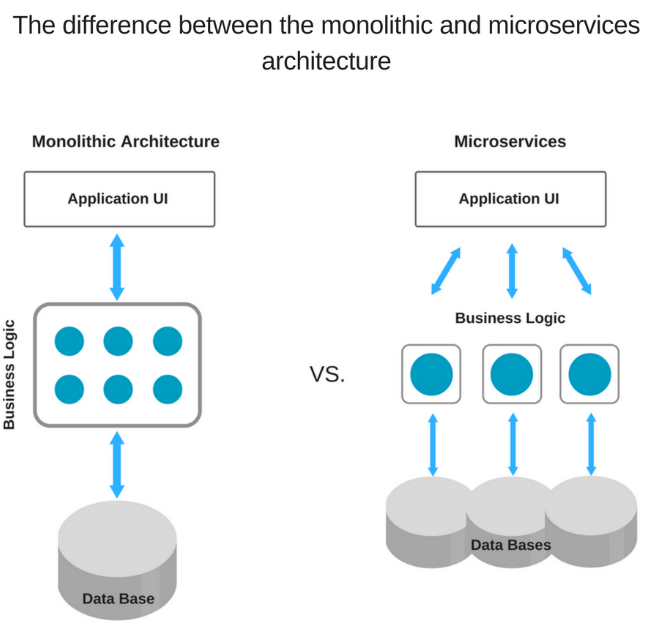 The difference between the monolithic and microservices
architecture
Monolithic Architecture
Application UI
Business Logic
Data Base
VS.
Microservices
Application UI
Business Logic
Data Bases